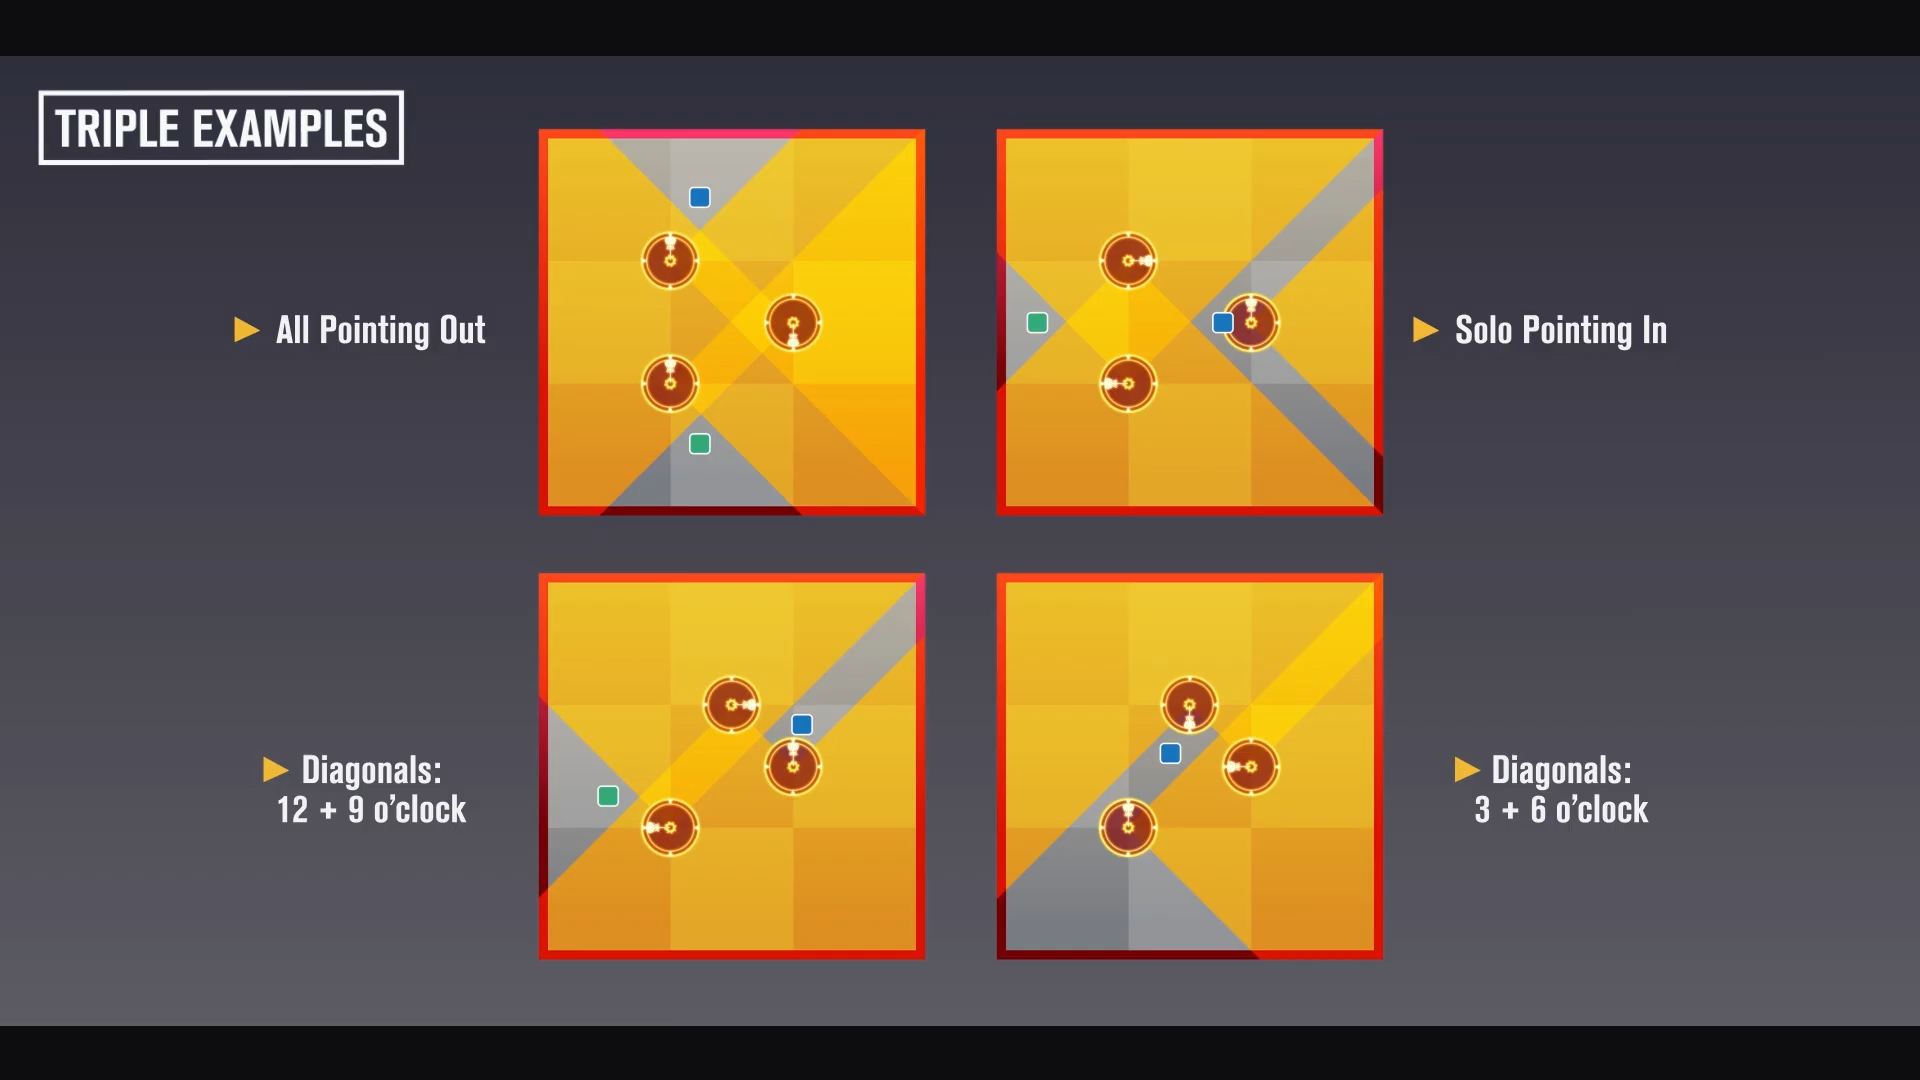 TRIPLE EXAMPLES
All Pointing Out
Solo Pointing In
Diagonals:
12 + 9 o'clock
Diagonals:
3 + 6 o'clock